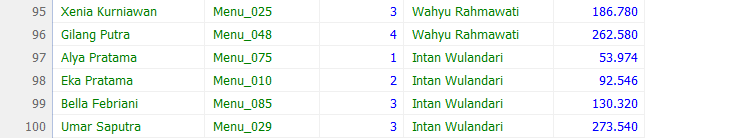 95 Xenia Kurniawan Menu_025 3 Wahyu Rahmawati 186.780
96 Gilang Putra Menu_048 4 Wahyu Rahmawati 262.580
97 Alya Pratama Menu_075 1 Intan Wulandari 53.974
98 Eka Pratama Menu_010 2 Intan Wulandari 92.546
99 Bella Febriani Menu_085 3 Intan Wulandari 130.320
100 Umar Saputra Menu_029 3 Intan Wulandari 273.540